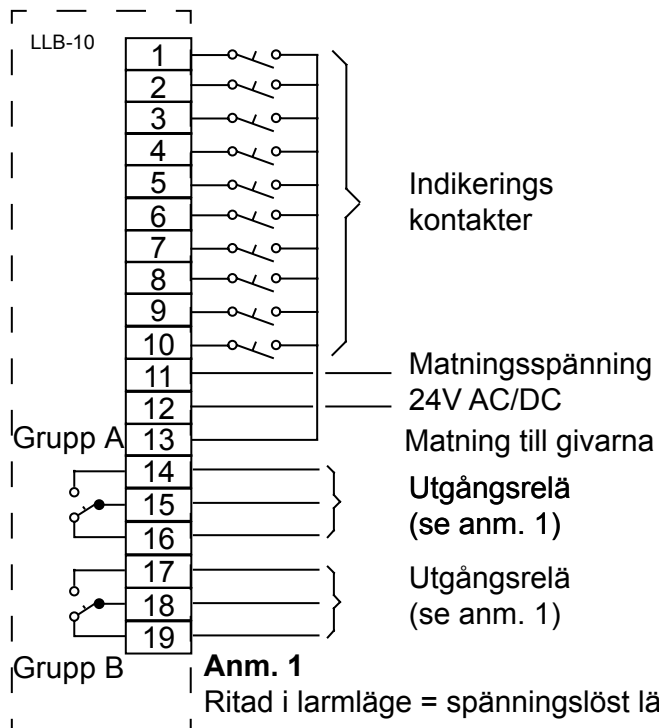 LLB-10
1
2
3
4
5
6
7
8
9
10
11
12
13
14
15
16
17
18
19
Indikerings
kontakter
Matningsspänning
24V AC/DC
Matning till givarna
Grupp A
Utgångsrelä
(se anm. 1)
Utgångsrelä
(se anm. 1)
Grupp B
Anm. 1
Ritad i larmläge = spänningslöst